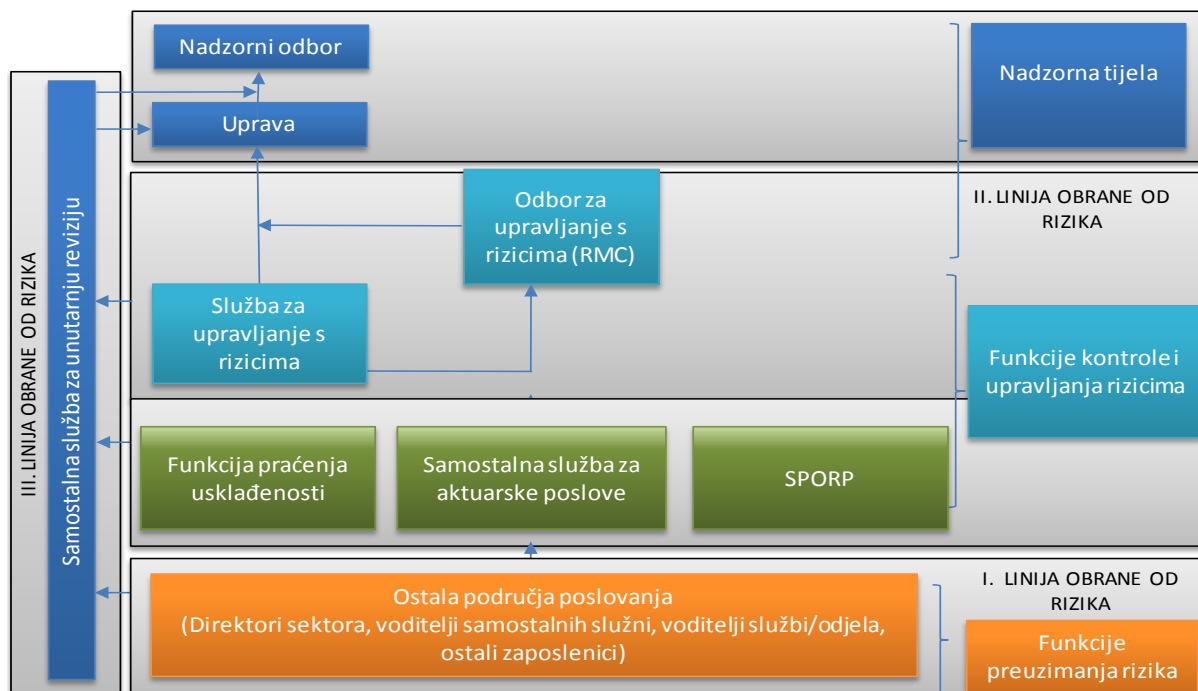 Nadzorni odbor
Uprava
Nadzorna tijela
III. LINIJA OBRANE OD RIZIKA
Samostalna služba za unutarnju reviziju
Odbor za
upravljanje s
rizicima (RMC)
II. LINIJA OBRANE OD
RIZIKA
Služba za
upravljanje s
rizicima
Funkcije kontrole i
upravljanja rizicima
Funkcija praćenja
usklađenosti
Samostalna služba za
aktuarske poslove
SPORP
I. LINIJA OBRANE OD
RIZIKA
Ostala područja poslovanja
(Direktori sektora, voditelji samostalnih služni, voditelji službi/odjela,
ostali zaposlenici)
Funkcije
preuzimanja rizika